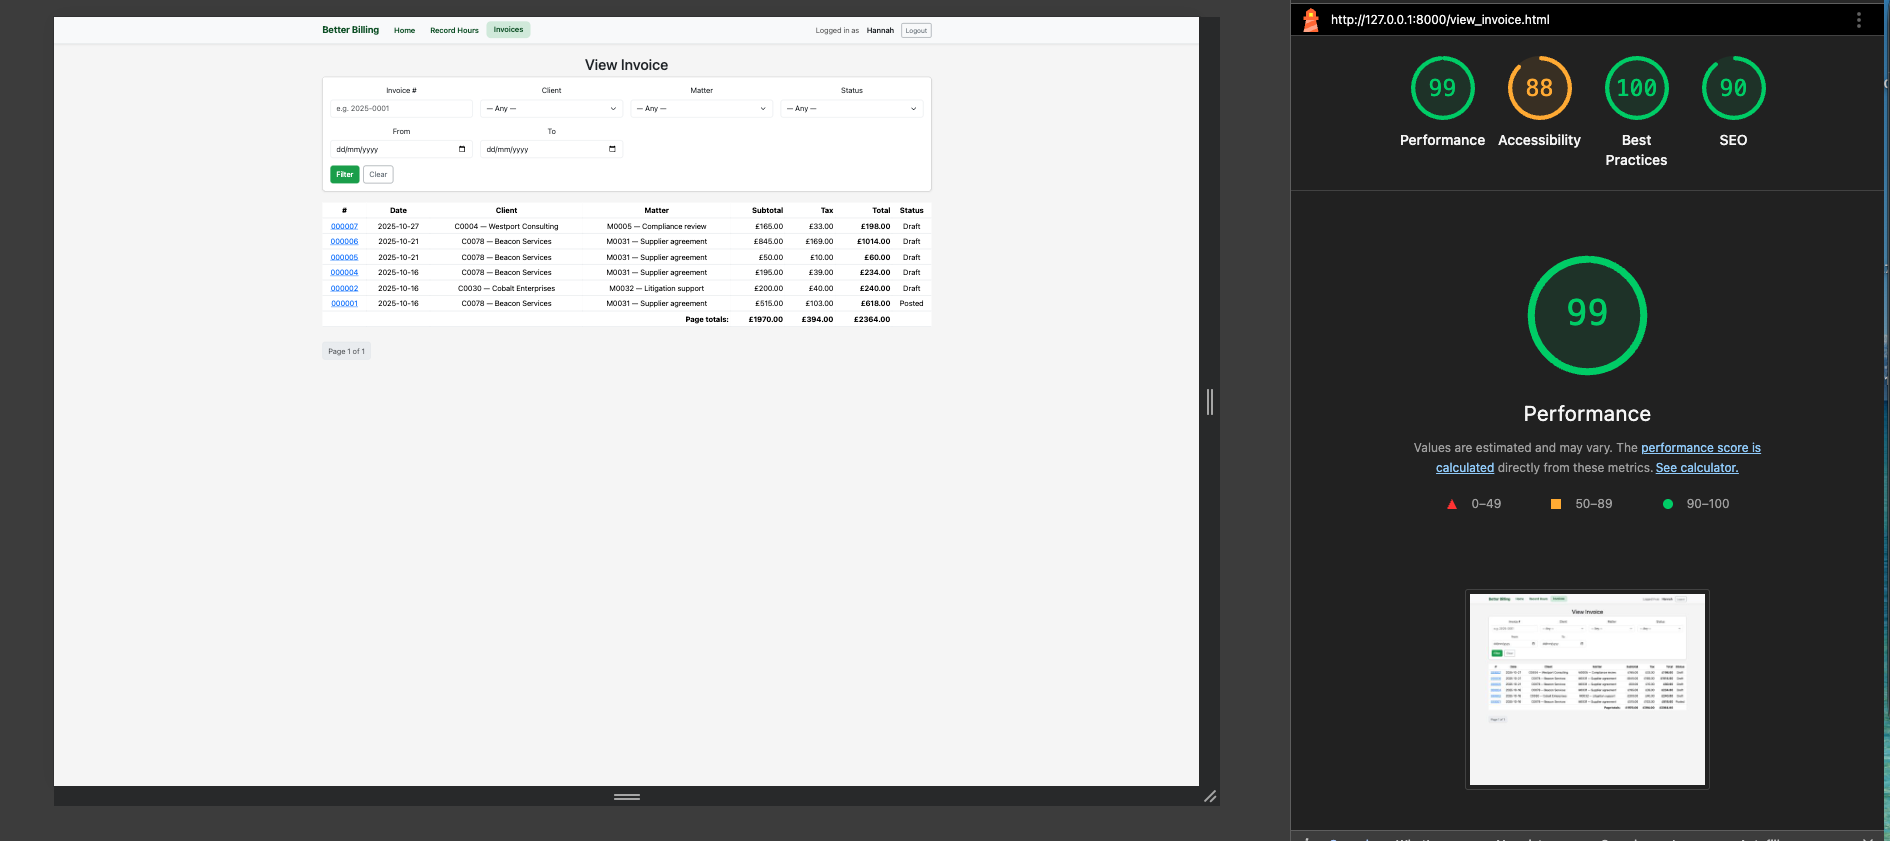 Better Billing Home Record Hours Invoices Logged in as Hannah Logout
View Invoice
Invoice # Client Matter Status
e.g. 2025-0001 — Any — — Any — — Any —
From To
dd/mm/yyyy dd/mm/yyyy
Filter Clear
# Date Client Matter Subtotal Tax Total Status
000007 2025-10-27 C0004 — Westport Consulting M0005 — Compliance review £165.00 £33.00 £198.00 Draft
000006 2025-10-21 C0078 — Beacon Services M0031 — Supplier agreement £845.00 £169.00 £1014.00 Draft
000005 2025-10-21 C0078 — Beacon Services M0031 — Supplier agreement £50.00 £10.00 £60.00 Draft
000004 2025-10-16 C0078 — Beacon Services M0031 — Supplier agreement £195.00 £39.00 £234.00 Draft
000002 2025-10-16 C0030 — Cobalt Enterprises M0032 — Litigation support £200.00 £40.00 £240.00 Draft
000001 2025-10-16 C0078 — Beacon Services M0031 — Supplier agreement £515.00 £103.00 £618.00 Posted
Page totals: £1970.00 £394.00 £2364.00
Page 1 of 1
http://127.0.0.1:8000/view_invoice.html
99 88 100 90
Performance Accessibility Best Practices SEO
99
Performance
Values are estimated and may vary. The performance score is
calculated directly from these metrics. See calculator.
0–49 50–89 90–100
Better Billing
View Invoice